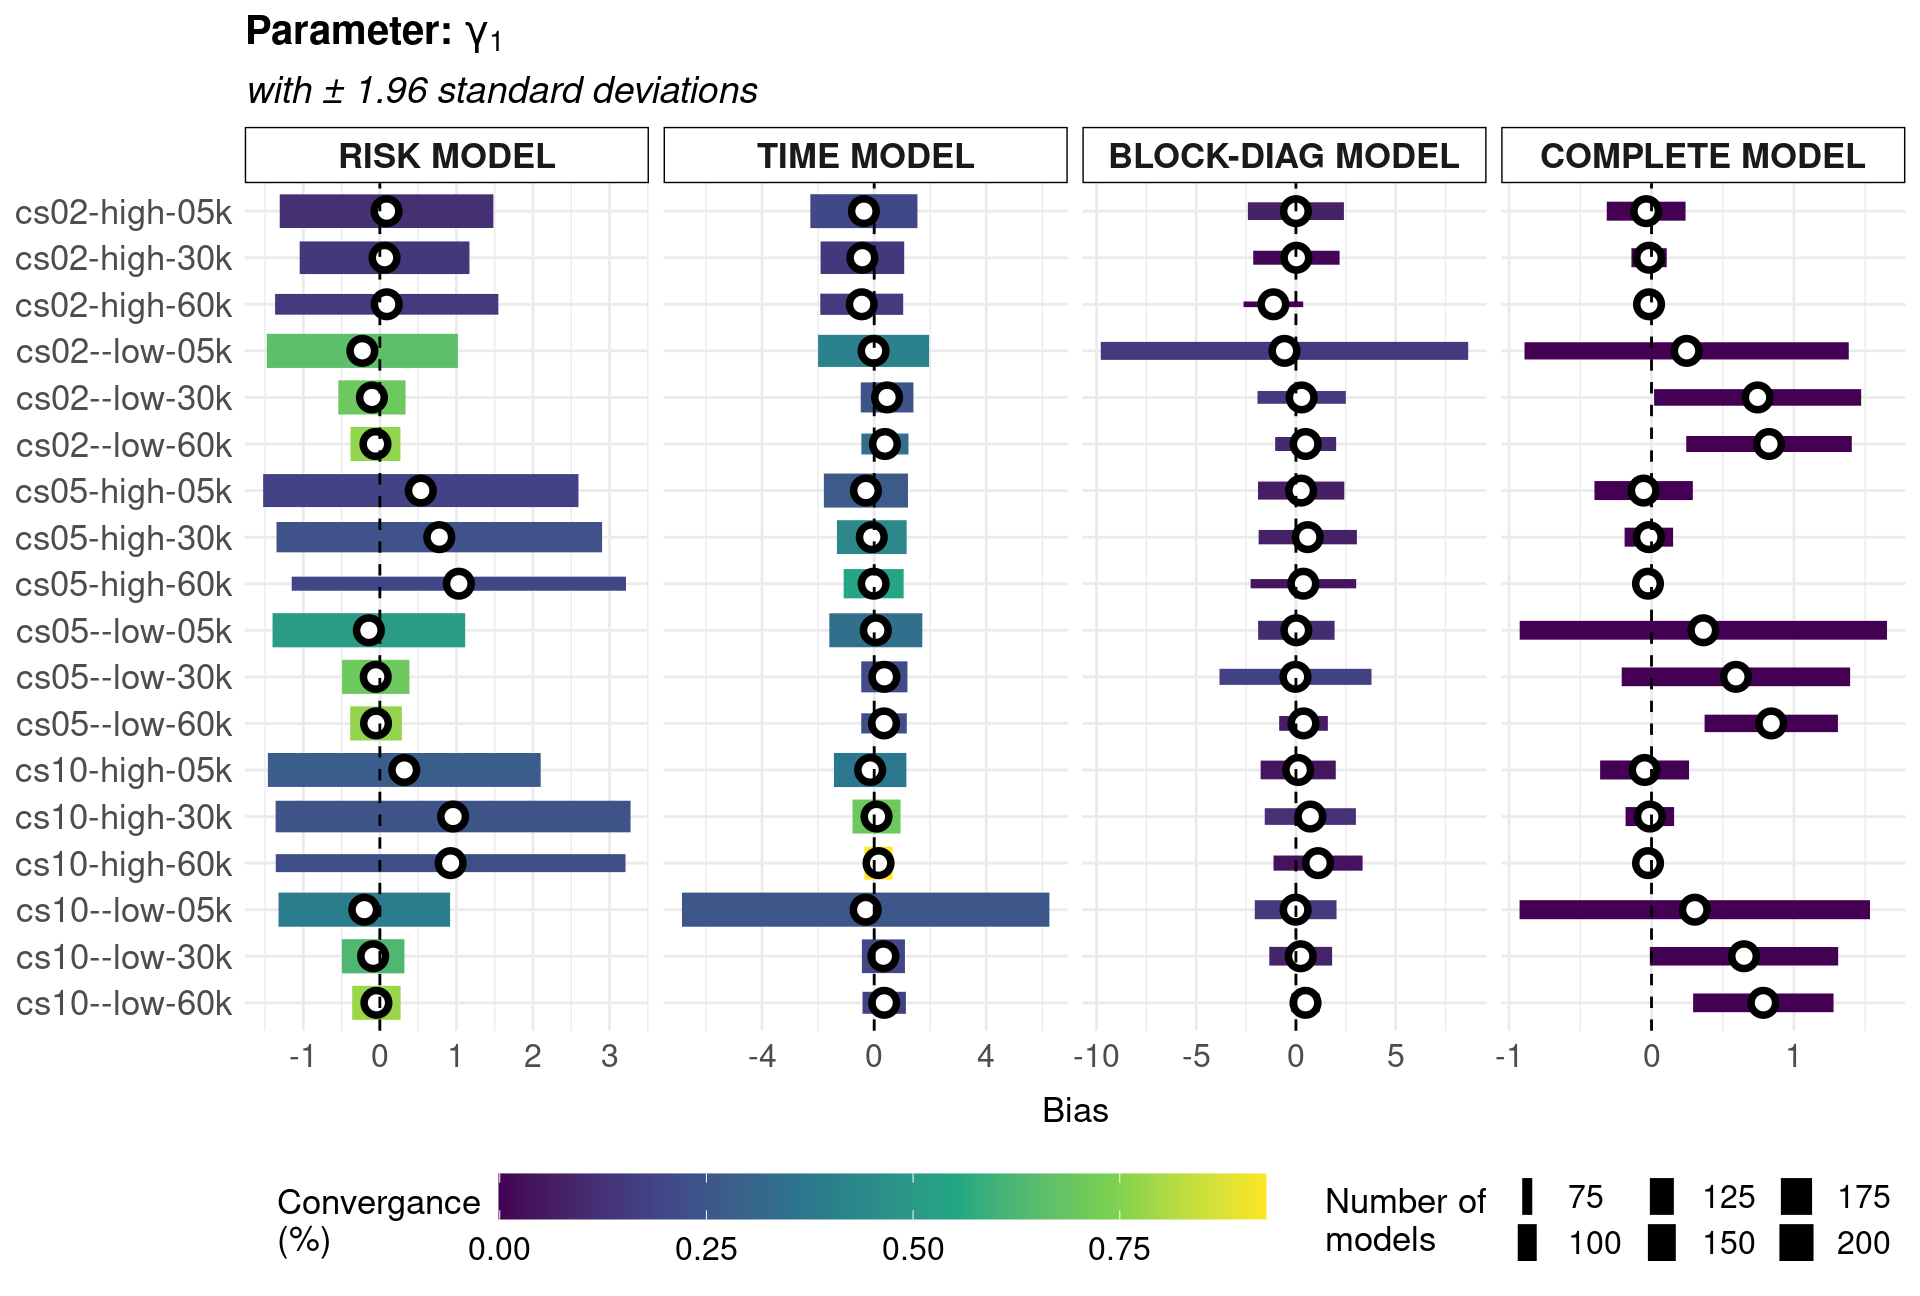 Parameter: γ1
with ± 1.96 standard deviations
RISK MODEL TIME MODEL BLOCK-DIAG MODEL COMPLETE MODEL
cs02-high-05k
cs02-high-30k
cs02-high-60k
cs02--low-05k
cs02--low-30k
cs02--low-60k
cs05-high-05k
cs05-high-30k
cs05-high-60k
cs05--low-05k
cs05--low-30k
cs05--low-60k
cs10-high-05k
cs10-high-30k
cs10-high-60k
cs10--low-05k
cs10--low-30k
cs10--low-60k
-1 0 1 2 3 -4 0 4 -10 -5 0 5 -1 0 1
Bias
Convergance
(%)
0.00 0.25 0.50 0.75
Number of
models
75 125 175
100 150 200